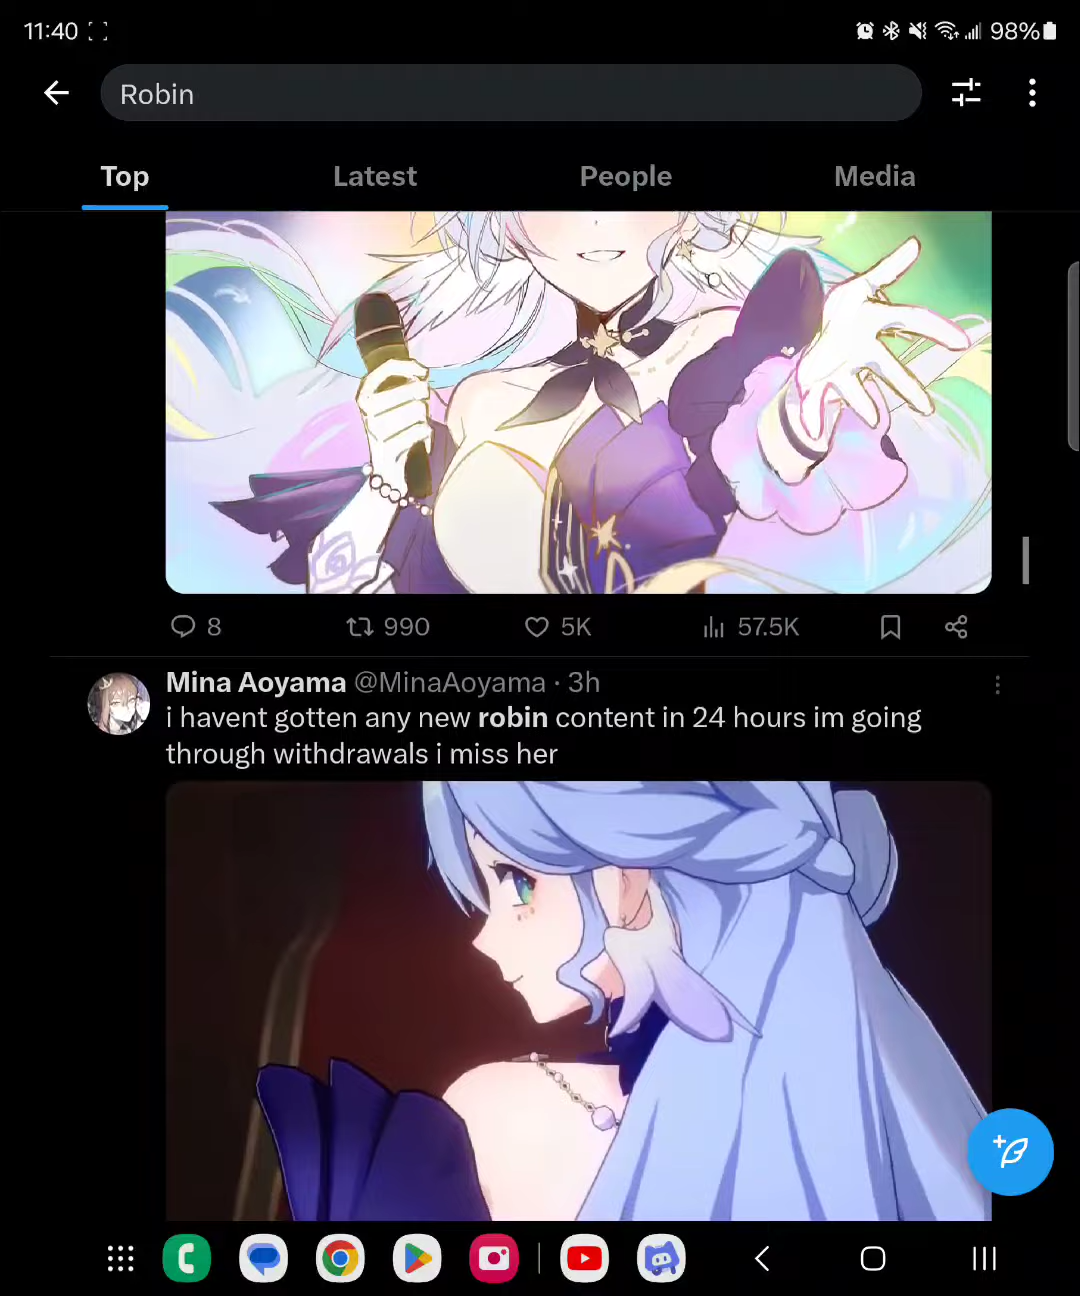 11:40
98%
Robin
Top Latest People Media
8 990 5K 57.5K
Mina Aoyama @MinaAoyama · 3h
i havent gotten any new robin content in 24 hours im going
through withdrawals i miss her